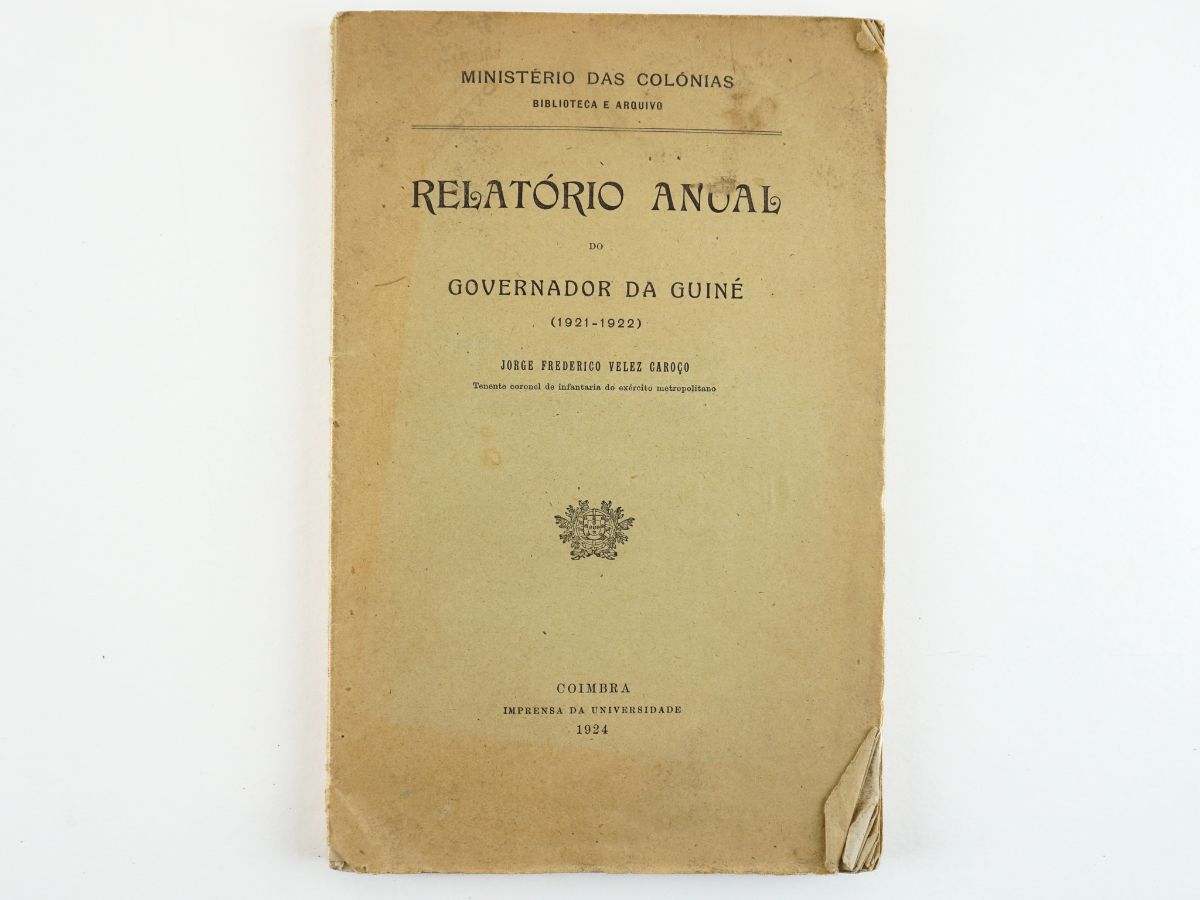 MINISTÉRIO DAS COLÓNIAS
BIBLIOTECA E ARQUIVO
RELATÓRIO ANUAL
DO
GOVERNADOR DA GUINÉ
(1921-1922)
JORGE FREDERICO VELEZ CAROÇO
Tenente coronel de infantaria do exército metropolitano
COIMBRA
IMPRENSA DA UNIVERSIDADE
1924